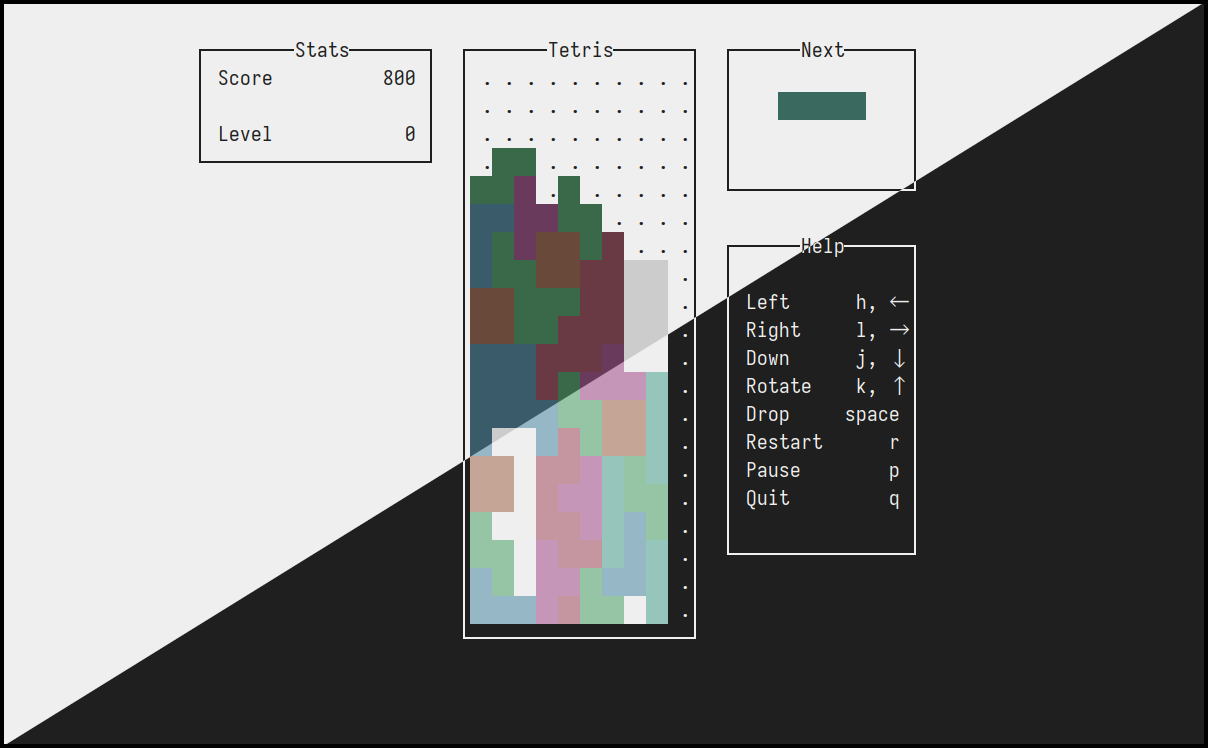 Stats
Score 800
Level 0
Tetris
Next
Help
Left h, ←
Right l, →
Down j, ↓
Rotate k, ↑
Drop space
Restart r
Pause p
Quit q